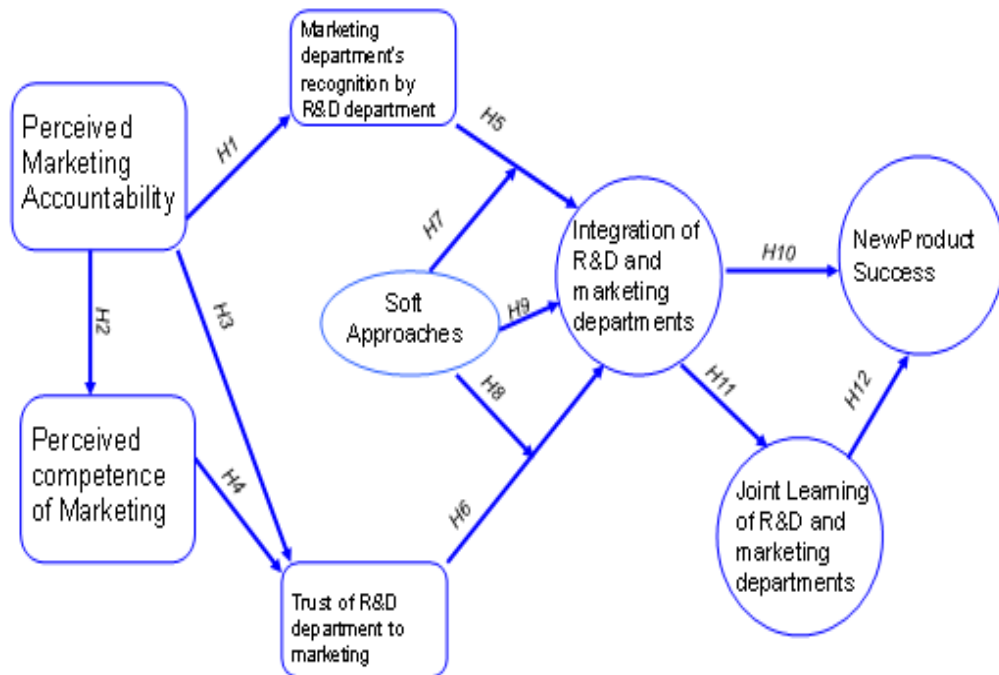 Marketing
department's
recognition by
R&D department
Perceived
Marketing
Accountability
H1
H5
H7
Integration of
R&D and
marketing
departments
H10
NewProduct
Success
Soft
Approaches
H9
H2
H3
H8
H11
H12
Perceived
competence
of Marketing
H4
H6
Joint Learning
of R&D and
marketing
departments
Trust of R&D
department to
marketing